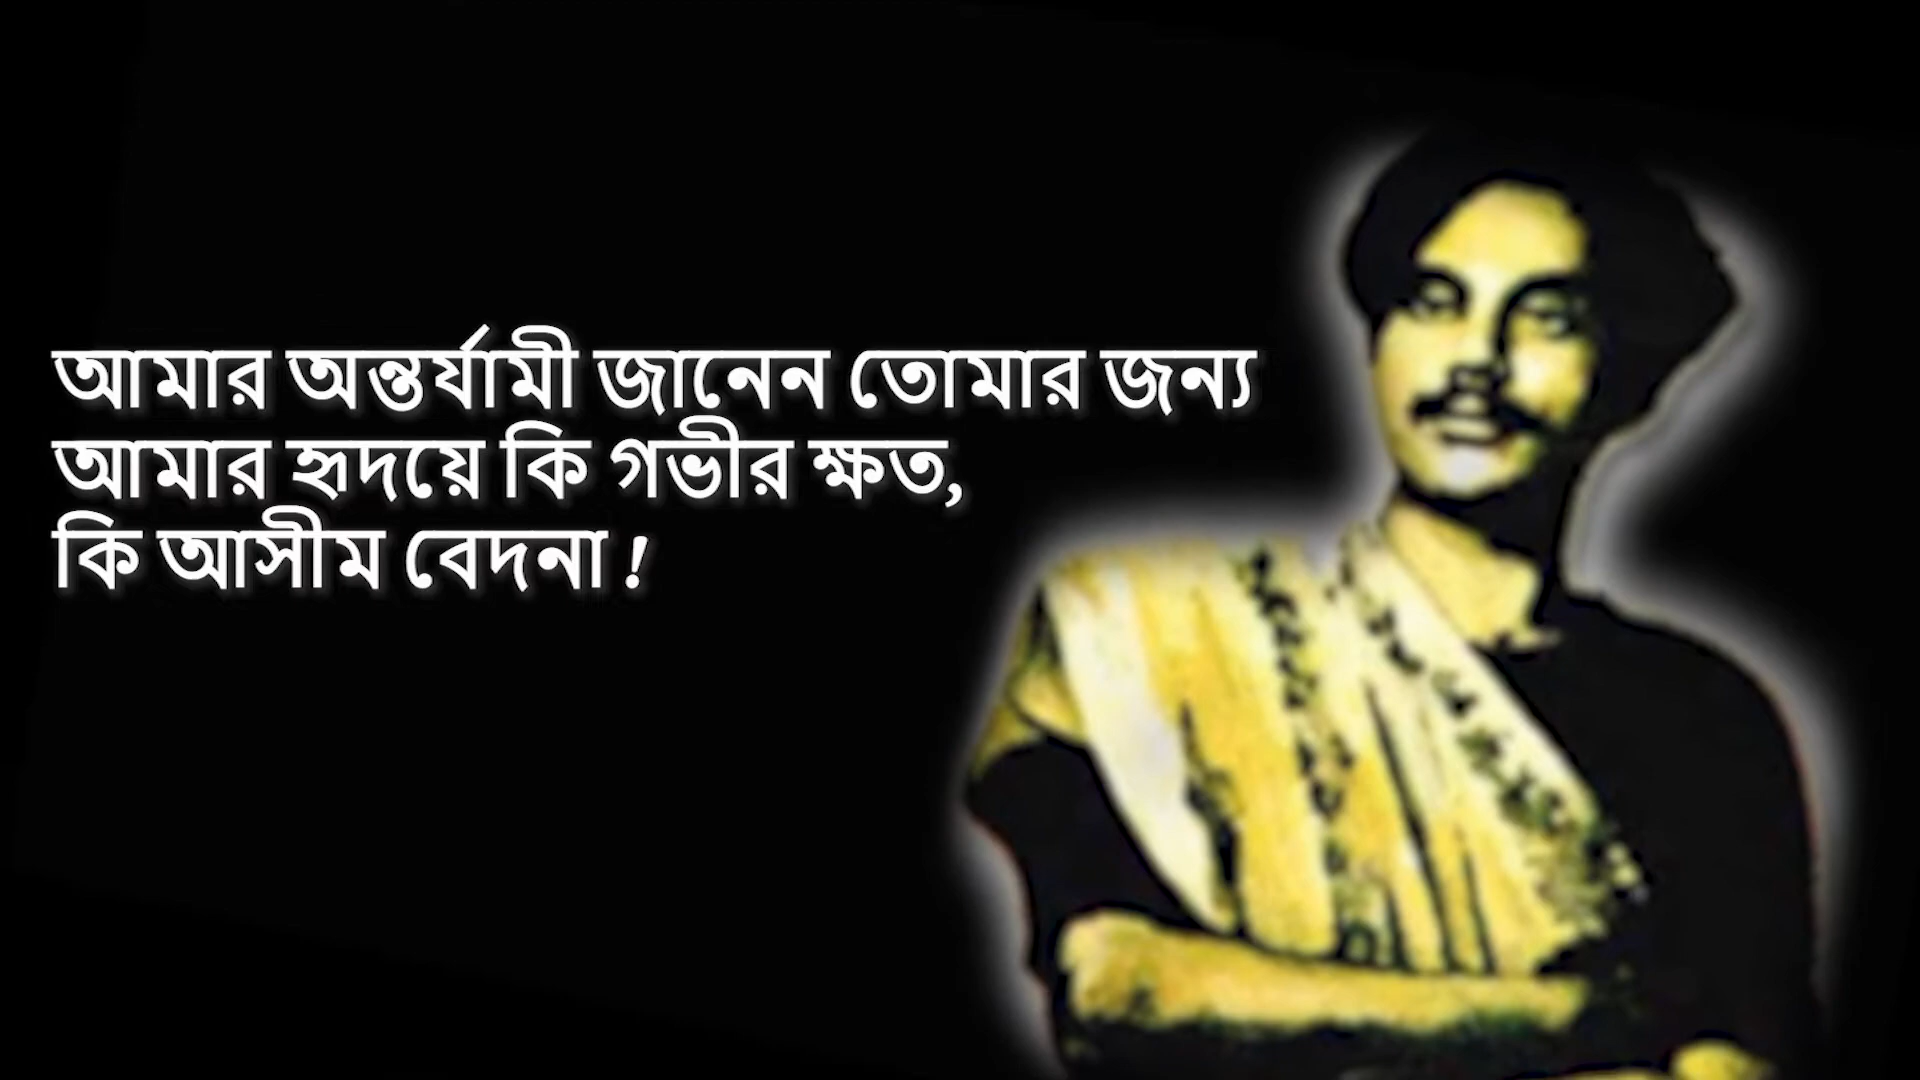 আমার অন্তর্যামী জানেন তোমার জন্য
আমার হৃদয়ে কি গভীর ক্ষত,
কি আসীম বেদনা !